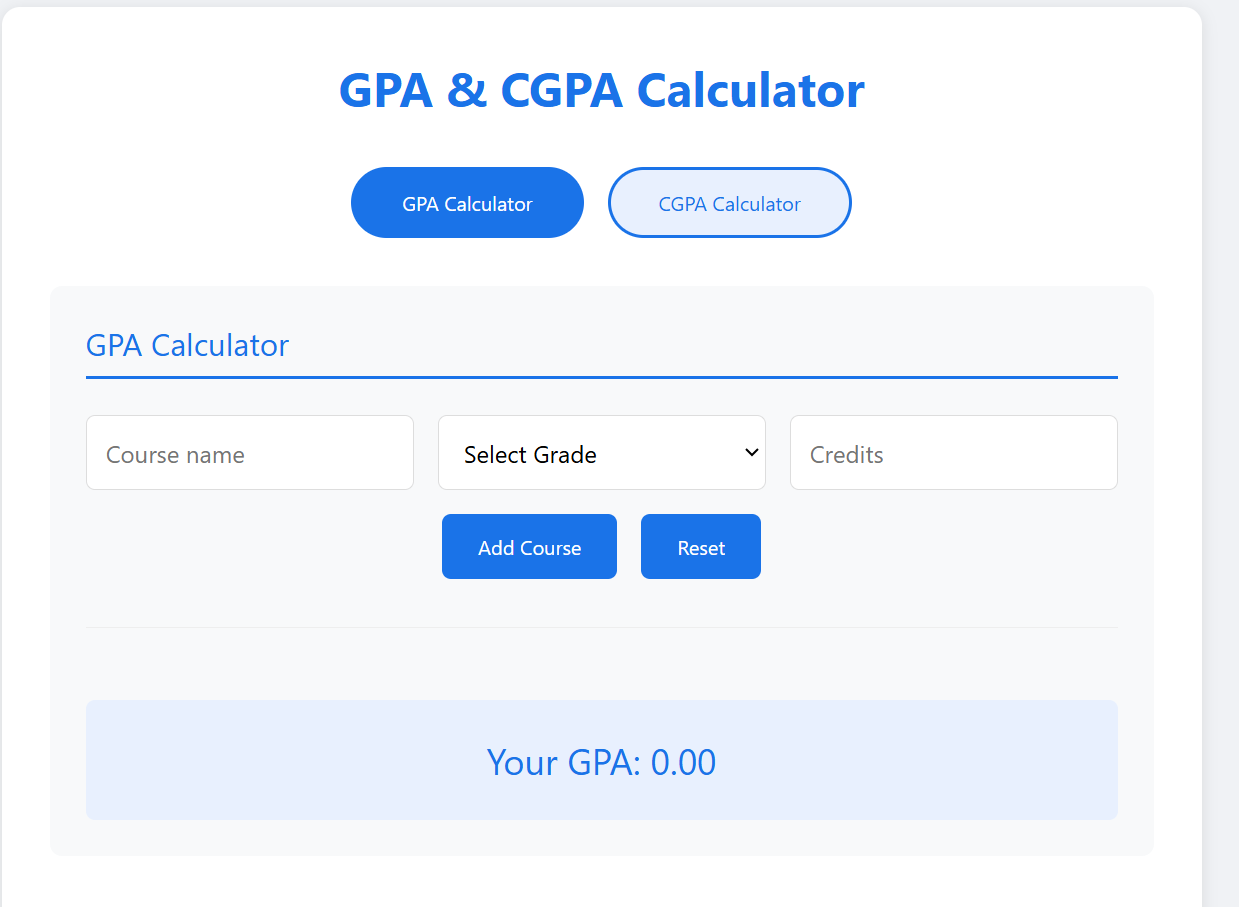 GPA & CGPA Calculator
GPA Calculator
CGPA Calculator
GPA Calculator
Course name
Select Grade
Credits
Add Course
Reset
Your GPA: 0.00